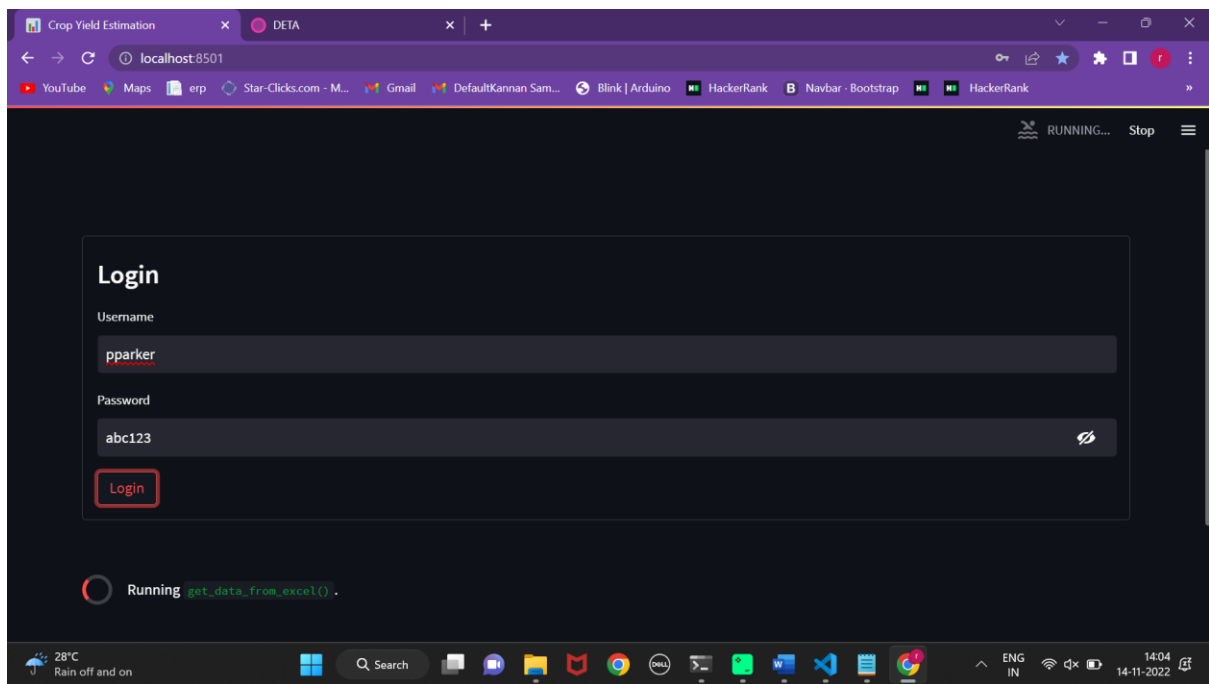 Crop Yield Estimation DETA
localhost:8501 r
YouTube Maps erp Star-Clicks.com - M... Gmail DefaultKannan Sam... Blink | Arduino HackerRank B Navbar · Bootstrap HackerRank »
RUNNING... Stop
Login
Username
pparker
Password
abc123
Login
Running get_data_from_excel() .
28°C
Rain off and on
Search
DELL
ENG
IN
14:04
14-11-2022